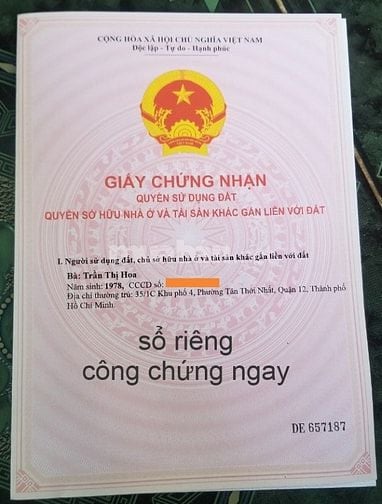 CỘNG HÒA XÃ HỘI CHỦ NGHĨA VIỆT NAM
Độc lập - Tự do - Hạnh phúc
GIẤY CHỨNG NHẬN
QUYỀN SỬ DỤNG ĐẤT
QUYỀN SỞ HỮU NHÀ Ở VÀ TÀI SẢN KHÁC GẮN LIỀN VỚI ĐẤT
I. Người sử dụng đất, chủ sở hữu nhà ở và tài sản khác gắn liền với đất
Bà: Trần Thị Hoa
Năm sinh: 1978, CCCD số:
Địa chỉ thường trú: 35/1C Khu phố 4, Phường Tân Thới Nhất, Quận 12, Thành phố
Hồ Chí Minh.
sổ riêng
công chứng ngay
DE 657187